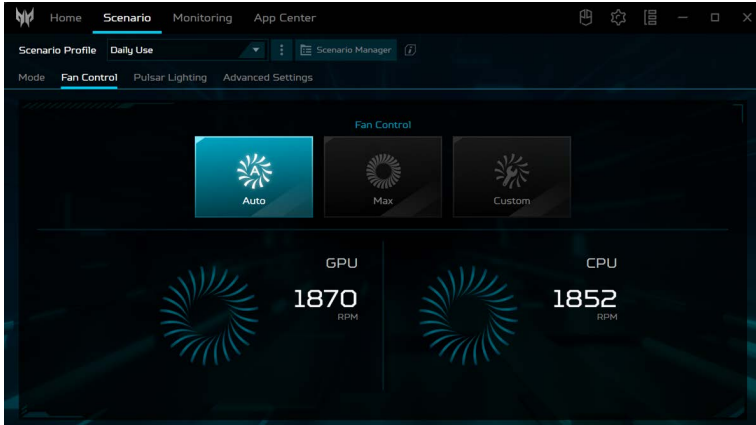 Home Scenario Monitoring App Center
Scenario Profile Daily Use Scenario Manager
Mode Fan Control Pulsar Lighting Advanced Settings
Fan Control
A
Auto Max Custom
GPU CPU
1870 1852
RPM RPM